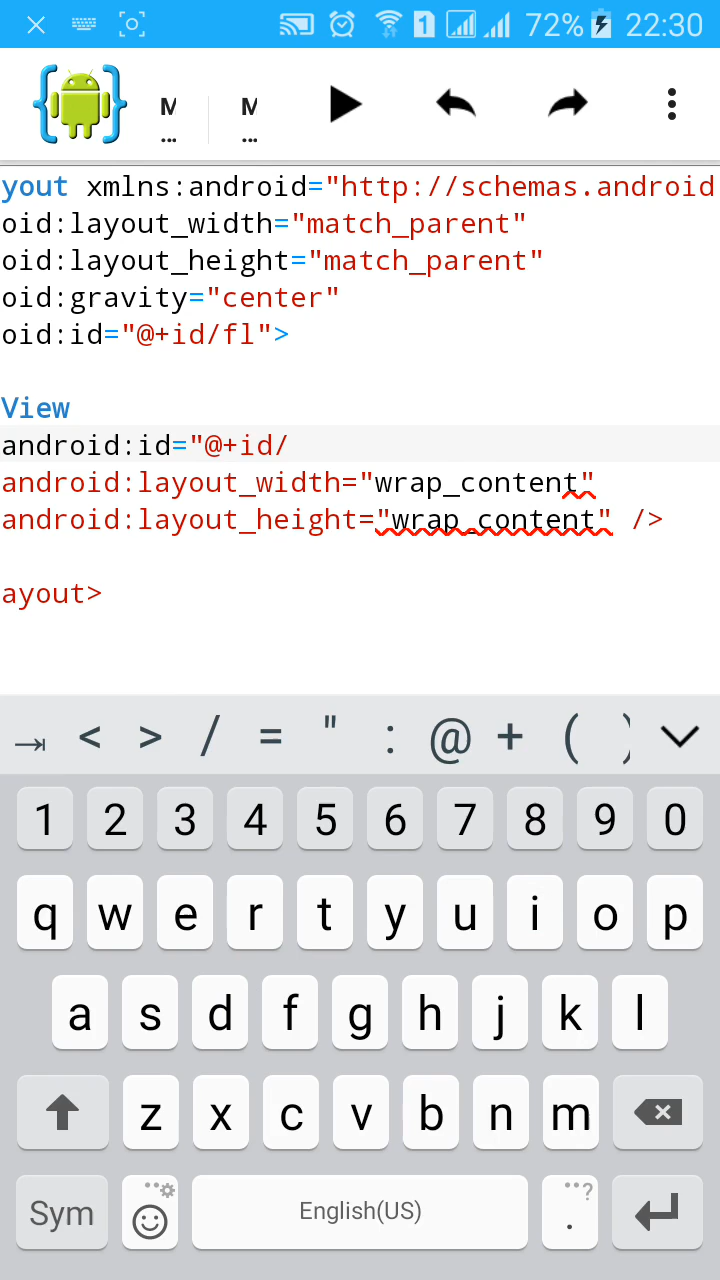 72% 22:30
M... M...
yout xmlns:android="http://schemas.android
oid:layout_width="match_parent"
oid:layout_height="match_parent"
oid:gravity="center"
oid:id="@+id/fl">
View
android:id="@+id/
android:layout_width="wrap_content"
android:layout_height="wrap_content" />
ayout>
< > / = " : @ + ( )
1 2 3 4 5 6 7 8 9 0
q w e r t y u i o p
a s d f g h j k l
z x c v b n m
Sym English(US) . ?